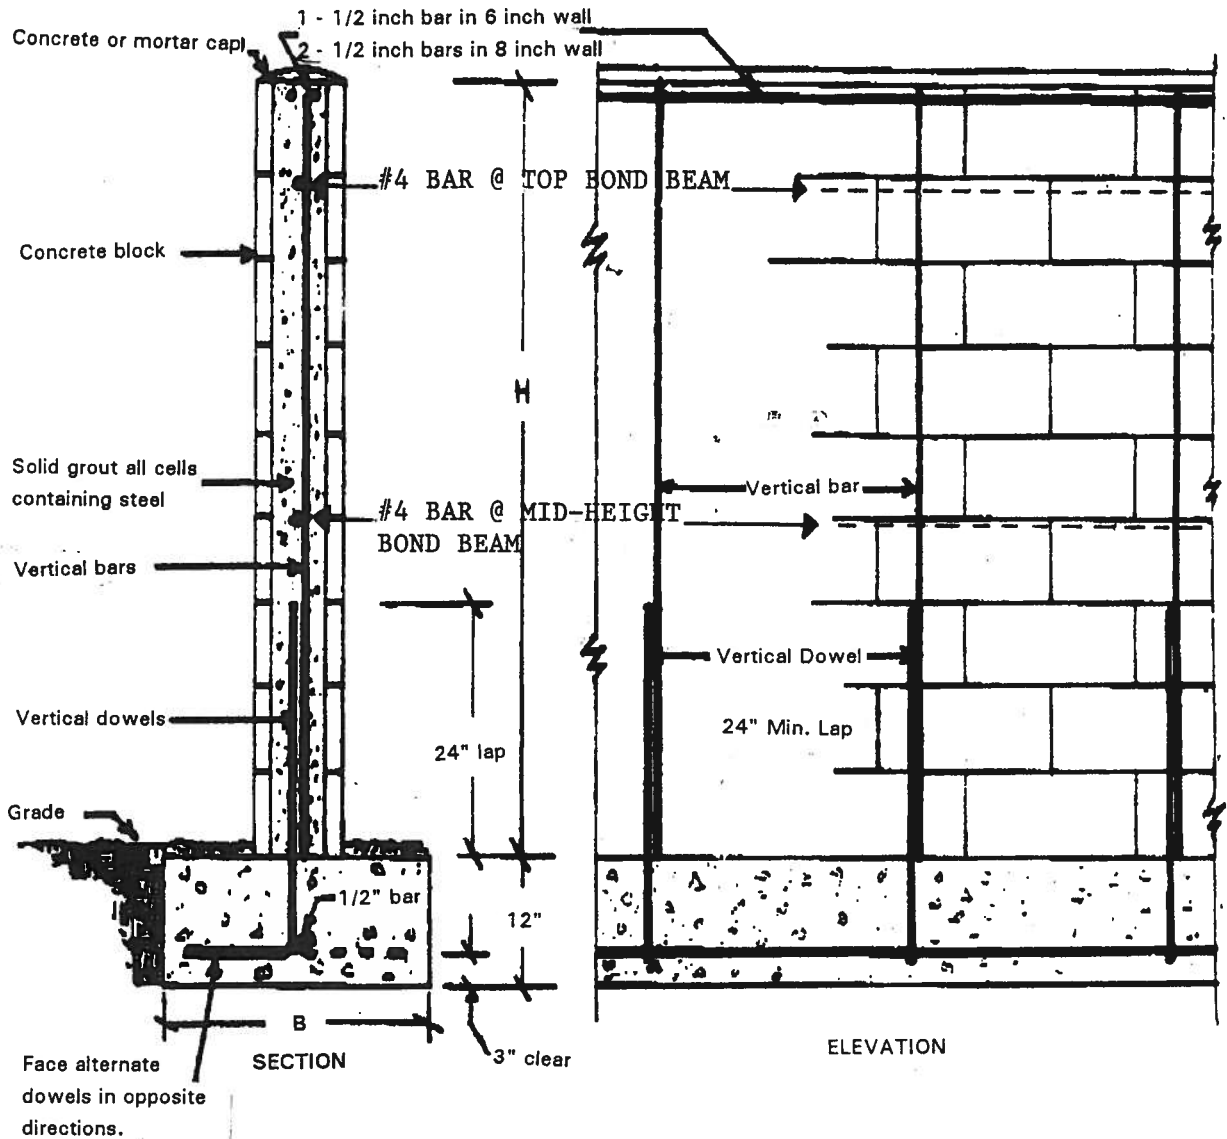 1 - 1/2 inch bar in 6 inch wall
2 - 1/2 inch bars in 8 inch wall
Concrete or mortar cap
#4 BAR @ TOP BOND BEAM
Concrete block
H
Solid grout all cells
containing steel
#4 BAR @ MID-HEIGHT
BOND BEAM
Vertical bar
Vertical bars
Vertical Dowel
Vertical dowels
24" lap
24" Min. Lap
Grade
1/2" bar
12"
B
3" clear
SECTION
ELEVATION
Face alternate
dowels in opposite
directions.